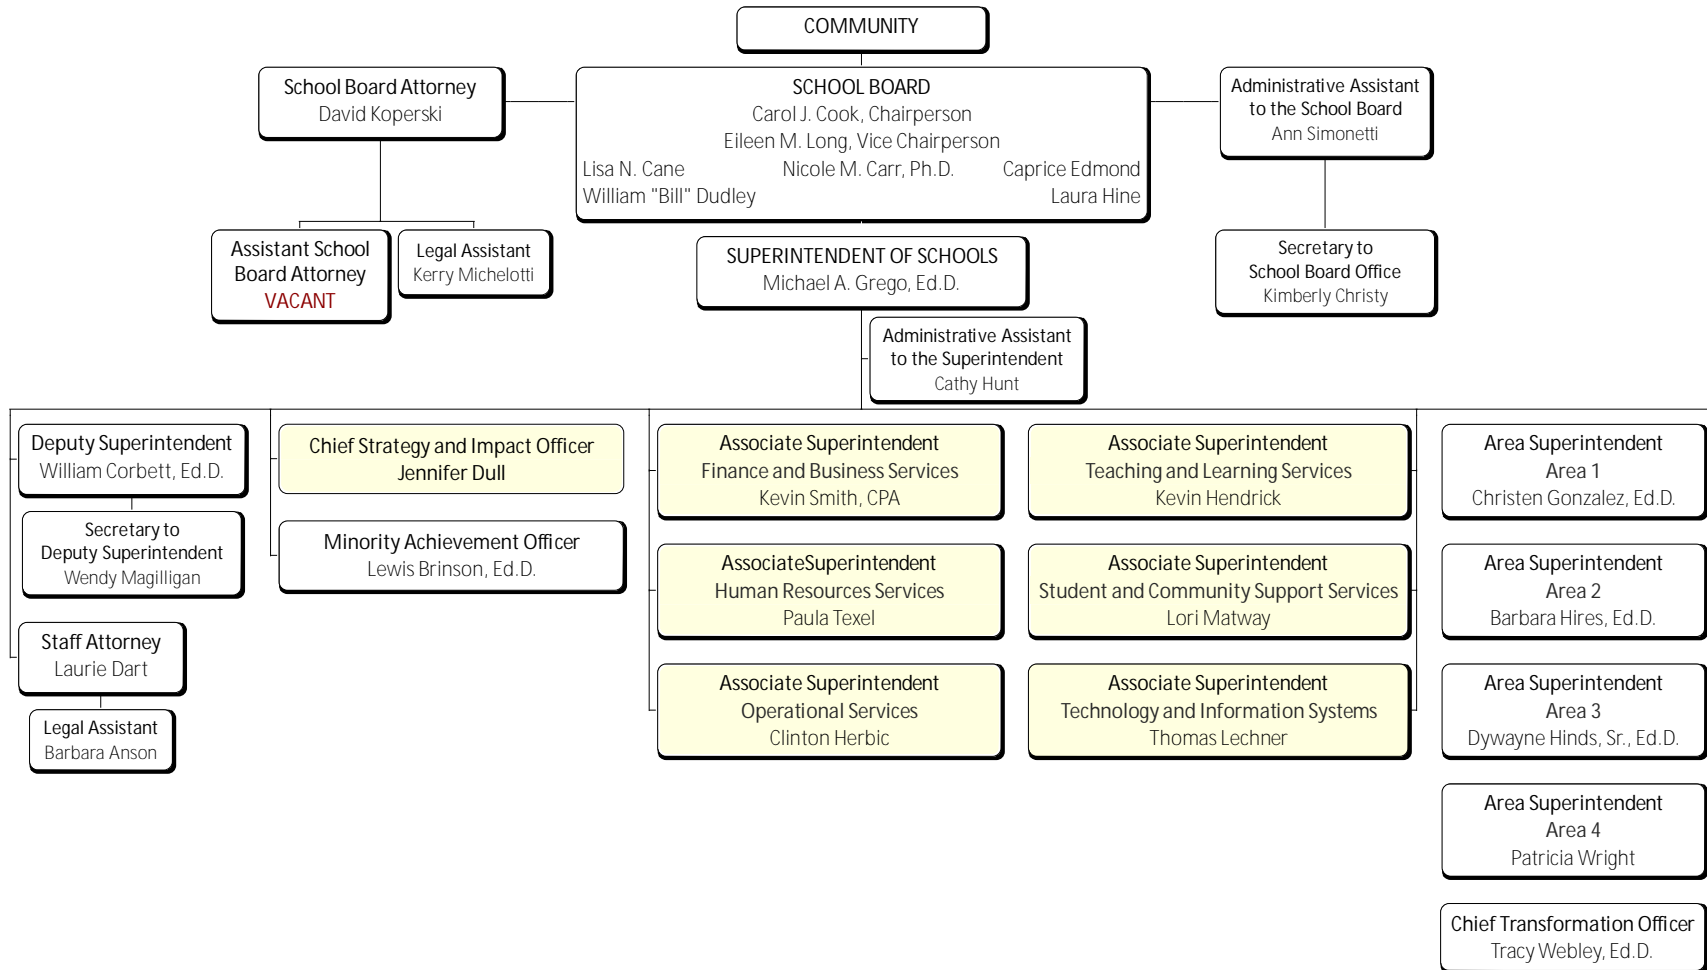 COMMUNITY
School Board Attorney
David Koperski
SCHOOL BOARD
Carol J. Cook, Chairperson
Eileen M. Long, Vice Chairperson
Lisa N. Cane Nicole M. Carr, Ph.D. Caprice Edmond
William "Bill" Dudley Laura Hine
Administrative Assistant
to the School Board
Ann Simonetti
Assistant School
Board Attorney
VACANT
Legal Assistant
Kerry Michelotti
SUPERINTENDENT OF SCHOOLS
Michael A. Grego, Ed.D.
Secretary to
School Board Office
Kimberly Christy
Administrative Assistant
to the Superintendent
Cathy Hunt
Deputy Superintendent
William Corbett, Ed.D.
Secretary to
Deputy Superintendent
Wendy Magilligan
Staff Attorney
Laurie Dart
Legal Assistant
Barbara Anson
Chief Strategy and Impact Officer
Jennifer Dull
Minority Achievement Officer
Lewis Brinson, Ed.D.
Associate Superintendent
Finance and Business Services
Kevin Smith, CPA
AssociateSuperintendent
Human Resources Services
Paula Texel
Associate Superintendent
Operational Services
Clinton Herbic
Associate Superintendent
Teaching and Learning Services
Kevin Hendrick
Associate Superintendent
Student and Community Support Services
Lori Matway
Associate Superintendent
Technology and Information Systems
Thomas Lechner
Area Superintendent
Area 1
Christen Gonzalez, Ed.D.
Area Superintendent
Area 2
Barbara Hires, Ed.D.
Area Superintendent
Area 3
Dywayne Hinds, Sr., Ed.D.
Area Superintendent
Area 4
Patricia Wright
Chief Transformation Officer
Tracy Webley, Ed.D.